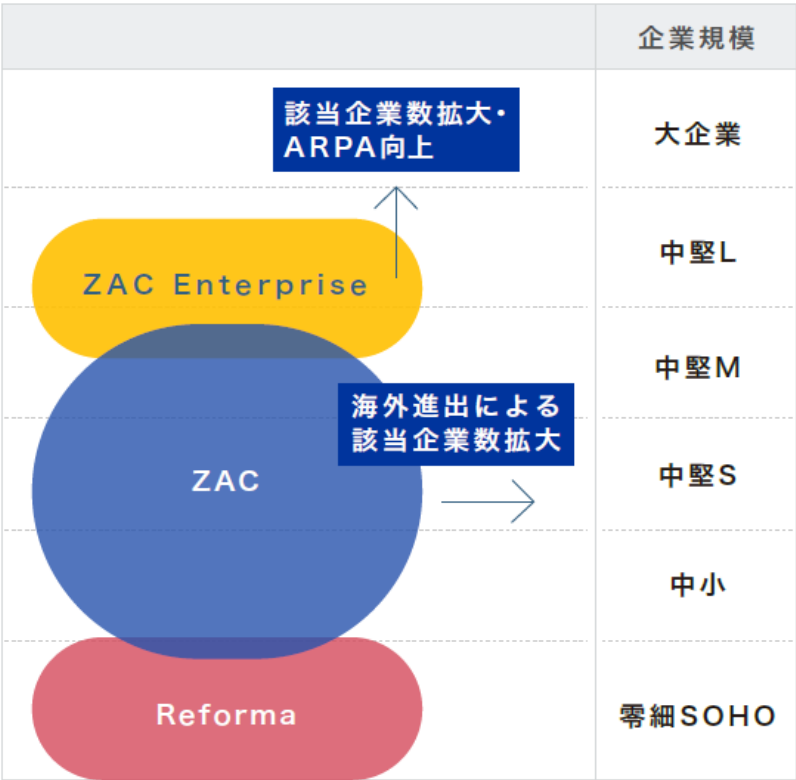 企業規模
該当企業数拡大・
ARPA向上
大企業
ZAC Enterprise
中堅L
中堅M
海外進出による
該当企業数拡大
ZAC
中堅S
中小
Reforma
零細SOHO